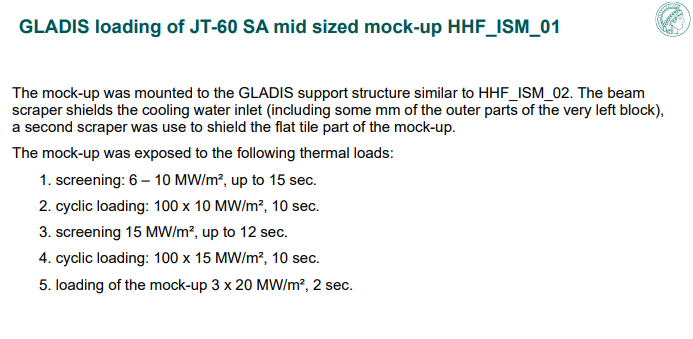 GLADIS loading of JT-60 SA mid sized mock-up HHF_ISM_01
The mock-up was mounted to the GLADIS support structure similar to HHF_ISM_02. The beam
scraper shields the cooling water inlet (including some mm of the outer parts of the very left block),
a second scraper was use to shield the flat tile part of the mock-up.
The mock-up was exposed to the following thermal loads:
1. screening: 6 – 10 MW/m², up to 15 sec.
2. cyclic loading: 100 x 10 MW/m², 10 sec.
3. screening 15 MW/m², up to 12 sec.
4. cyclic loading: 100 x 15 MW/m², 10 sec.
5. loading of the mock-up 3 x 20 MW/m², 2 sec.